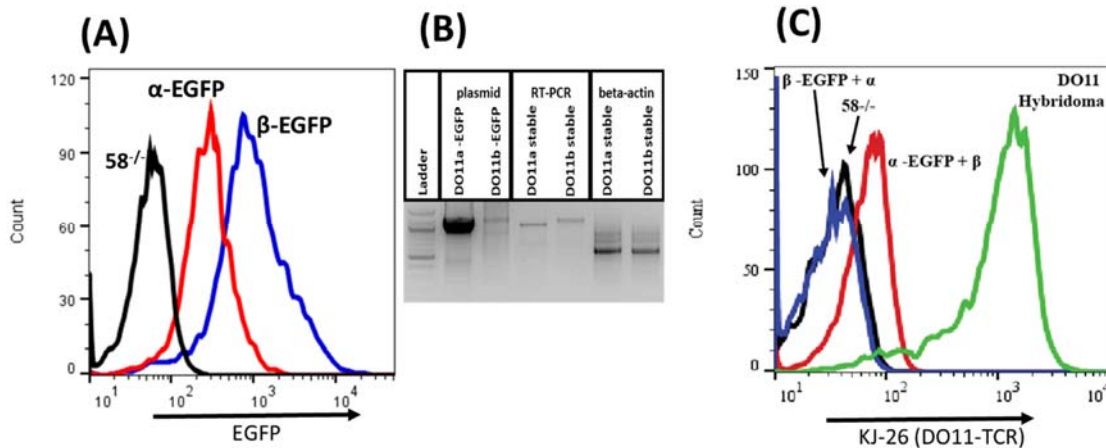 (A)
120
90
60
30
0
Count
58-/-
α-EGFP
β-EGFP
10¹ 10² 10³ 10⁴
EGFP
(B)
plasmid RT-PCR beta-actin
Ladder
DO11a -EGFP
DO11b -EGFP
DO11a stable
DO11b stable
DO11a stable
DO11b stable
(C)
150
100
50
0
Count
β -EGFP + α
58-/-
α -EGFP + β
DO11
Hybridoma
10¹ 10² 10³ 10⁴
KJ-26 (DO11-TCR)